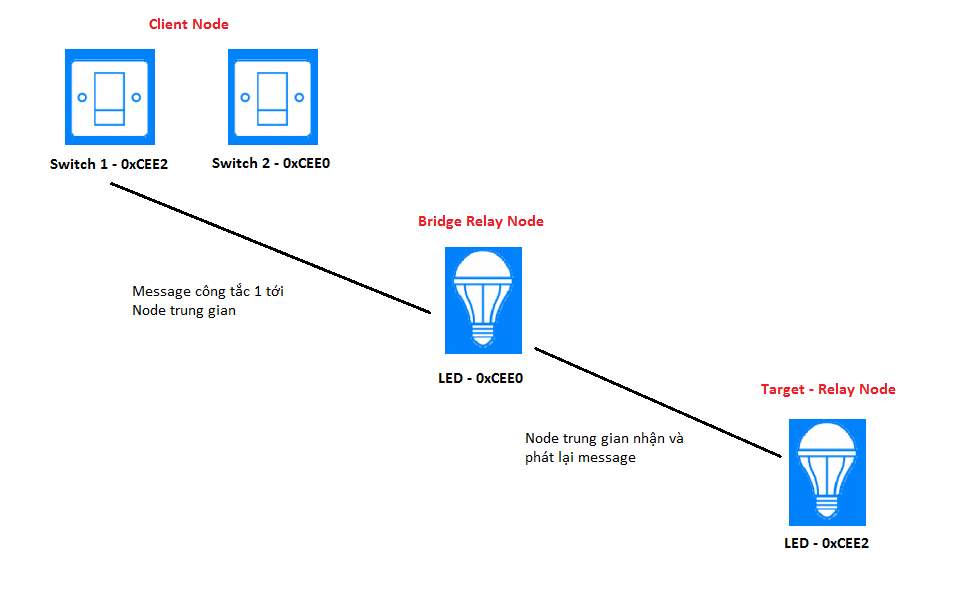 Client Node
Switch 1 - 0xCEE2
Switch 2 - 0xCEE0
Bridge Relay Node
Message công tắc 1 tới
Node trung gian
LED - 0xCEE0
Target - Relay Node
Node trung gian nhận và
phát lại message
LED - 0xCEE2